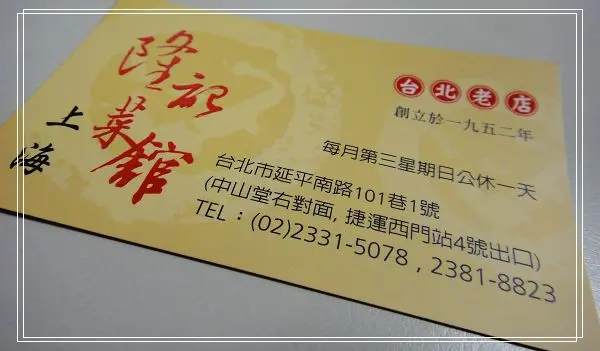 上海
隆記
菜館
台北老店
創立於一九五二年
每月第三星期日公休一天
台北市延平南路101巷1號
(中山堂右對面, 捷運西門站4號出口)
TEL：(02)2331-5078 , 2381-8823